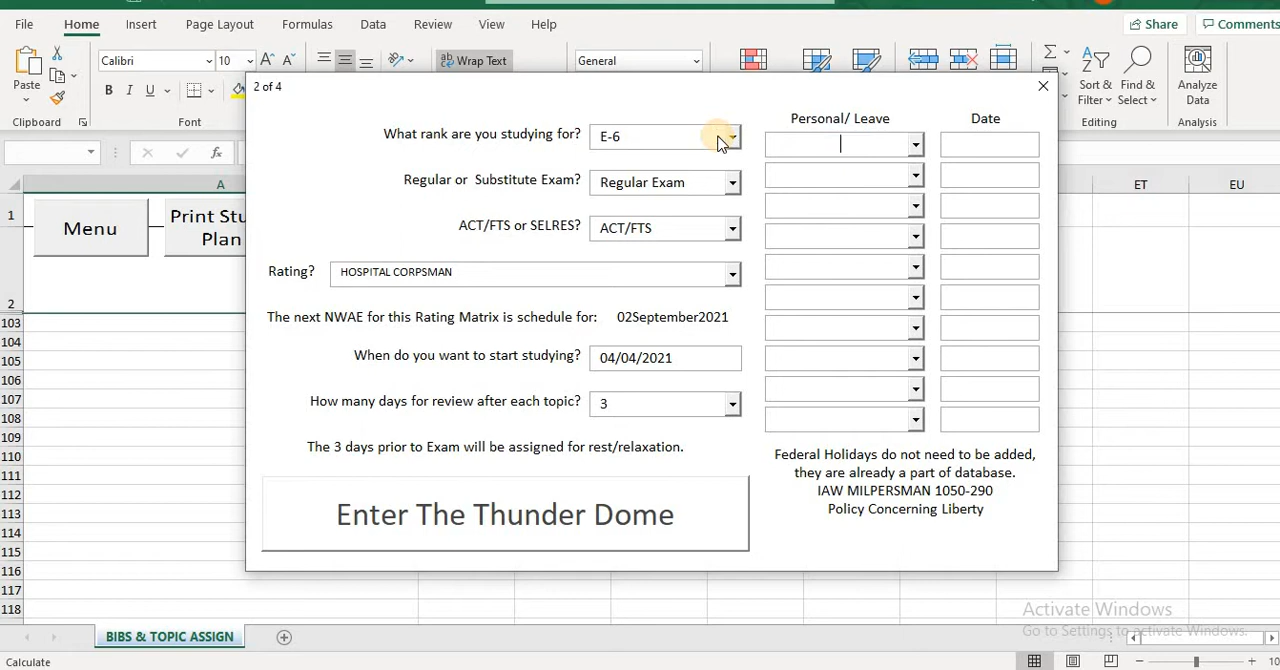 File Home Insert Page Layout Formulas Data Review View Help Share Comments
Calibri 10 A A Wrap Text General
Paste B I U Sort & Find & Analyze
Filter Select Data
Clipboard Font Editing Analysis
2 of 4
What rank are you studying for? E-6
Regular or Substitute Exam? Regular Exam
ACT/FTS or SELRES? ACT/FTS
Rating? HOSPITAL CORPSMAN
The next NWAE for this Rating Matrix is schedule for: 02September2021
When do you want to start studying? 04/04/2021
How many days for review after each topic? 3
The 3 days prior to Exam will be assigned for rest/relaxation.
Enter The Thunder Dome
Personal/ Leave Date
Federal Holidays do not need to be added,
they are already a part of database.
IAW MILPERSMAN 1050-290
Policy Concerning Liberty
fx
A ET EU
1
Menu
Print Stu
Plan
2
103
104
105
106
107
108
109
110
111
112
113
114
115
116
117
118
Activate Windows
Go to Settings to activate Windows.
BIBS & TOPIC ASSIGN
Calculate 10